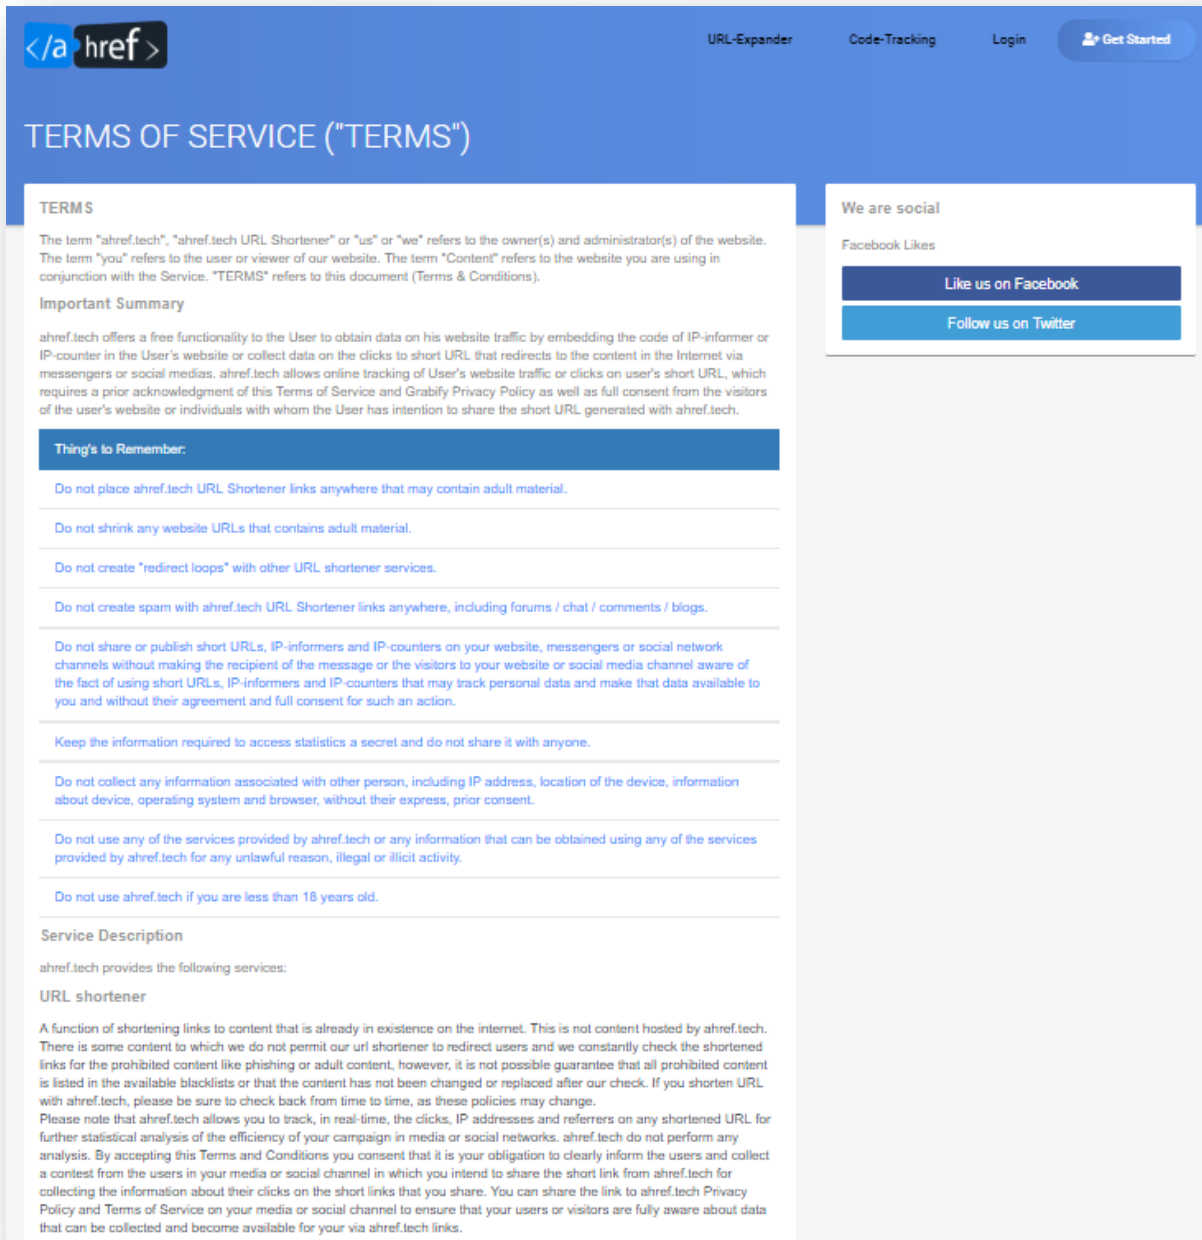 </a href>
URL-Expander
Code-Tracking
Login
Get Started
TERMS OF SERVICE ("TERMS")
TERMS
The term "ahref.tech", "ahref.tech URL Shortener" or "us" or "we" refers to the owner(s) and administrator(s) of the website.
The term "you" refers to the user or viewer of our website. The term "Content" refers to the website you are using in
conjunction with the Service. "TERMS" refers to this document (Terms & Conditions).
Important Summary
ahref.tech offers a free functionality to the User to obtain data on his website traffic by embedding the code of IP-informer or
IP-counter in the User's website or collect data on the clicks to short URL that redirects to the content in the Internet via
messengers or social medias. ahref.tech allows online tracking of User's website traffic or clicks on user's short URL, which
requires a prior acknowledgment of this Terms of Service and Grabify Privacy Policy as well as full consent from the visitors
of the user's website or individuals with whom the User has intention to share the short URL generated with ahref.tech.
Thing's to Remember:
Do not place ahref.tech URL Shortener links anywhere that may contain adult material.
Do not shrink any website URLs that contains adult material.
Do not create "redirect loops" with other URL shortener services.
Do not create spam with ahref.tech URL Shortener links anywhere, including forums / chat / comments / blogs.
Do not share or publish short URLs, IP-informers and IP-counters on your website, messengers or social network
channels without making the recipient of the message or the visitors to your website or social media channel aware of
the fact of using short URLs, IP-informers and IP-counters that may track personal data and make that data available to
you and without their agreement and full consent for such an action.
Keep the information required to access statistics a secret and do not share it with anyone.
Do not collect any information associated with other person, including IP address, location of the device, information
about device, operating system and browser, without their express, prior consent.
Do not use any of the services provided by ahref.tech or any information that can be obtained using any of the services
provided by ahref.tech for any unlawful reason, illegal or illicit activity.
Do not use ahref.tech if you are less than 18 years old.
Service Description
ahref.tech provides the following services:
URL shortener
A function of shortening links to content that is already in existence on the internet. This is not content hosted by ahref.tech.
There is some content to which we do not permit our url shortener to redirect users and we constantly check the shortened
links for the prohibited content like phishing or adult content, however, it is not possible guarantee that all prohibited content
is listed in the available blacklists or that the content has not been changed or replaced after our check. If you shorten URL
with ahref.tech, please be sure to check back from time to time, as these policies may change.
Please note that ahref.tech allows you to track, in real-time, the clicks, IP addresses and referrers on any shortened URL for
further statistical analysis of the efficiency of your campaign in media or social networks. ahref.tech do not perform any
analysis. By accepting this Terms and Conditions you consent that it is your obligation to clearly inform the users and collect
a contest from the users in your media or social channel in which you intend to share the short link from ahref.tech for
collecting the information about their clicks on the short links that you share. You can share the link to ahref.tech Privacy
Policy and Terms of Service on your media or social channel to ensure that your users or visitors are fully aware about data
that can be collected and become available for your via ahref.tech links.
We are social
Facebook Likes
Like us on Facebook
Follow us on Twitter